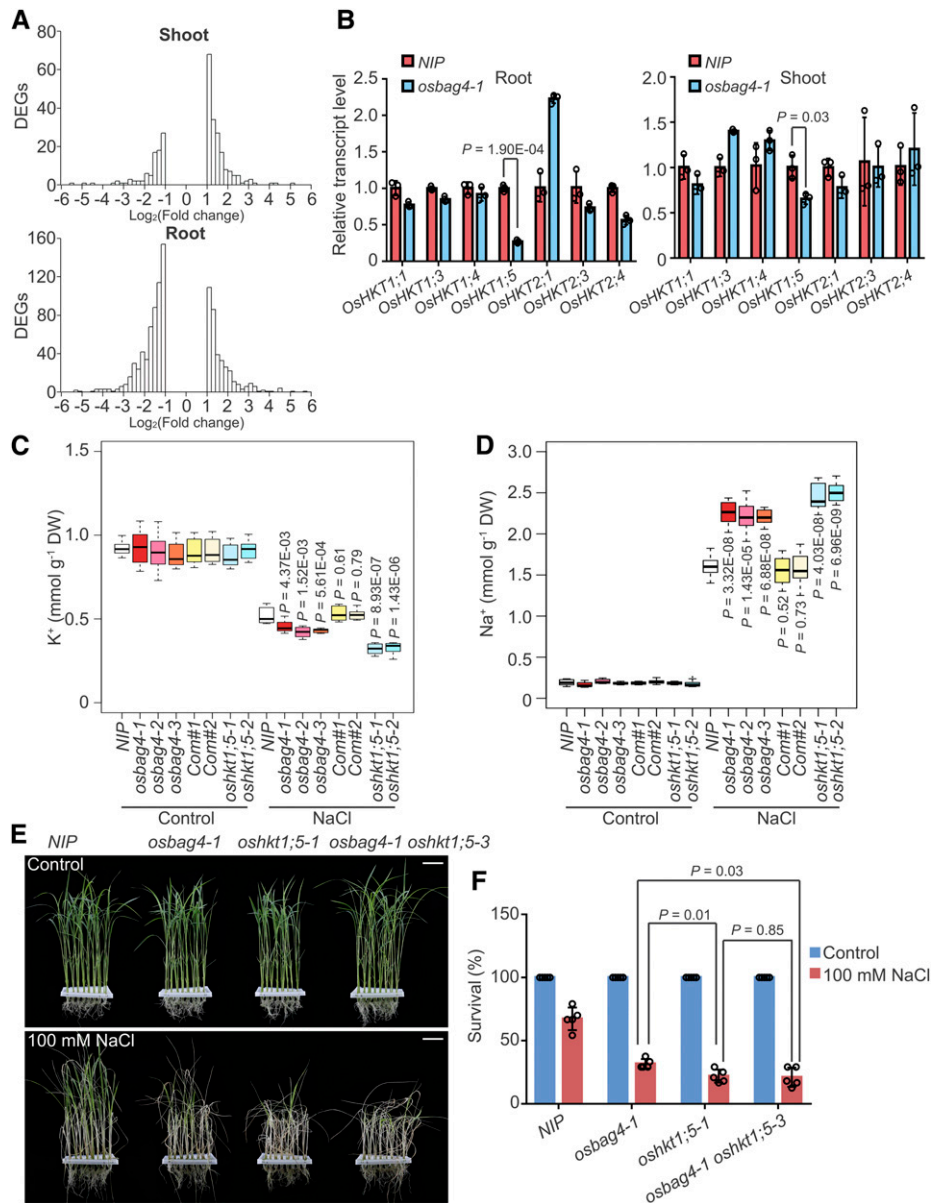 A
Shoot
DEGs
80
60
40
20
0
-6 -5 -4 -3 -2 -1 0 1 2 3 4 5 6
Log₂(Fold change)
Root
DEGs
160
120
80
40
0
-6 -5 -4 -3 -2 -1 0 1 2 3 4 5 6
Log₂(Fold change)
B
NIP
osbag4-1
Root
Relative transcript level
2.5
2.0
1.5
1.0
0.5
0
P = 1.90E-04
OsHKT1;1
OsHKT1;3
OsHKT1;4
OsHKT1;5
OsHKT2;1
OsHKT2;3
OsHKT2;4
NIP
osbag4-1
Shoot
2.0
1.5
1.0
0.5
0
P = 0.03
OsHKT1;1
OsHKT1;3
OsHKT1;4
OsHKT1;5
OsHKT2;1
OsHKT2;3
OsHKT2;4
C
K⁺ (mmol g⁻¹ DW)
1.5
1.0
0.5
0
P = 4.37E-03
P = 1.52E-03
P = 5.61E-04
P = 0.61
P = 0.79
P = 8.93E-07
P = 1.43E-06
NIP
osbag4-1
osbag4-2
osbag4-3
Com#1
Com#2
oshkt1;5-1
oshkt1;5-2
NIP
osbag4-1
osbag4-2
osbag4-3
Com#1
Com#2
oshkt1;5-1
oshkt1;5-2
Control
NaCl
D
Na⁺ (mmol g⁻¹ DW)
3.0
2.5
2.0
1.5
0.2
0.1
0
P = 3.32E-08
P = 1.43E-05
P = 6.88E-08
P = 0.52
P = 0.73
P = 4.03E-08
P = 6.96E-09
NIP
osbag4-1
osbag4-2
osbag4-3
Com#1
Com#2
oshkt1;5-1
oshkt1;5-2
NIP
osbag4-1
osbag4-2
osbag4-3
Com#1
Com#2
oshkt1;5-1
oshkt1;5-2
Control
NaCl
E
NIP osbag4-1 oshkt1;5-1 osbag4-1 oshkt1;5-3
Control
100 mM NaCl
F
P = 0.03
P = 0.01
P = 0.85
Survival (%)
150
100
50
0
Control
100 mM NaCl
NIP
osbag4-1
oshkt1;5-1
osbag4-1 oshkt1;5-3